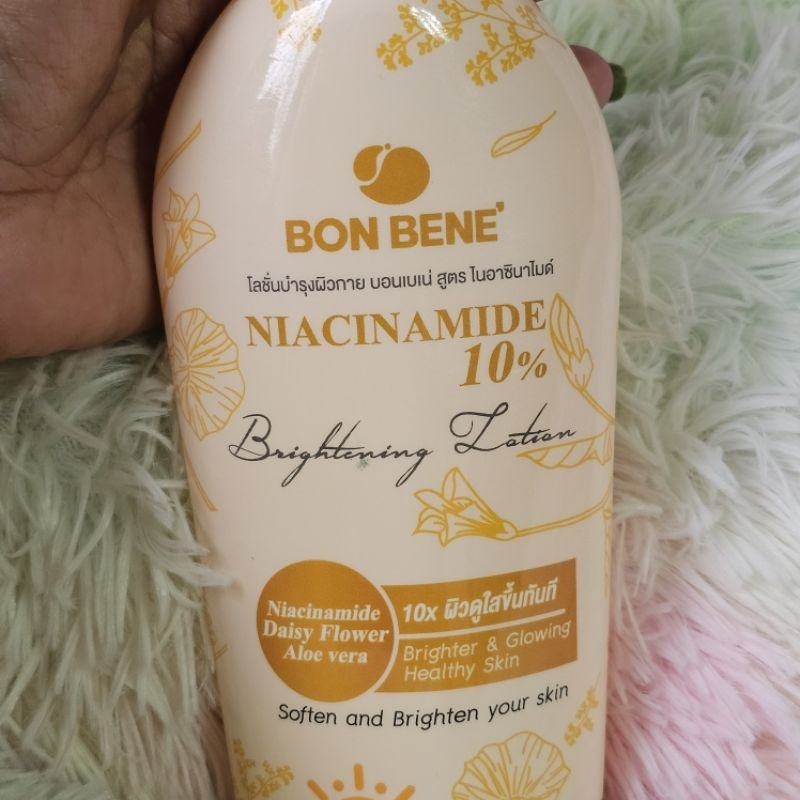 BON BENE'
โลชั่นบำรุงผิวกาย บอนเบเน่ สูตร ไนอาซินาไมด์
NIACINAMIDE
10%
Brightening Lotion
Niacinamide
Daisy Flower
Aloe vera
10x ผิวดูใสขึ้นทันที
Brighter & Glowing
Healthy Skin
Soften and Brighten your skin